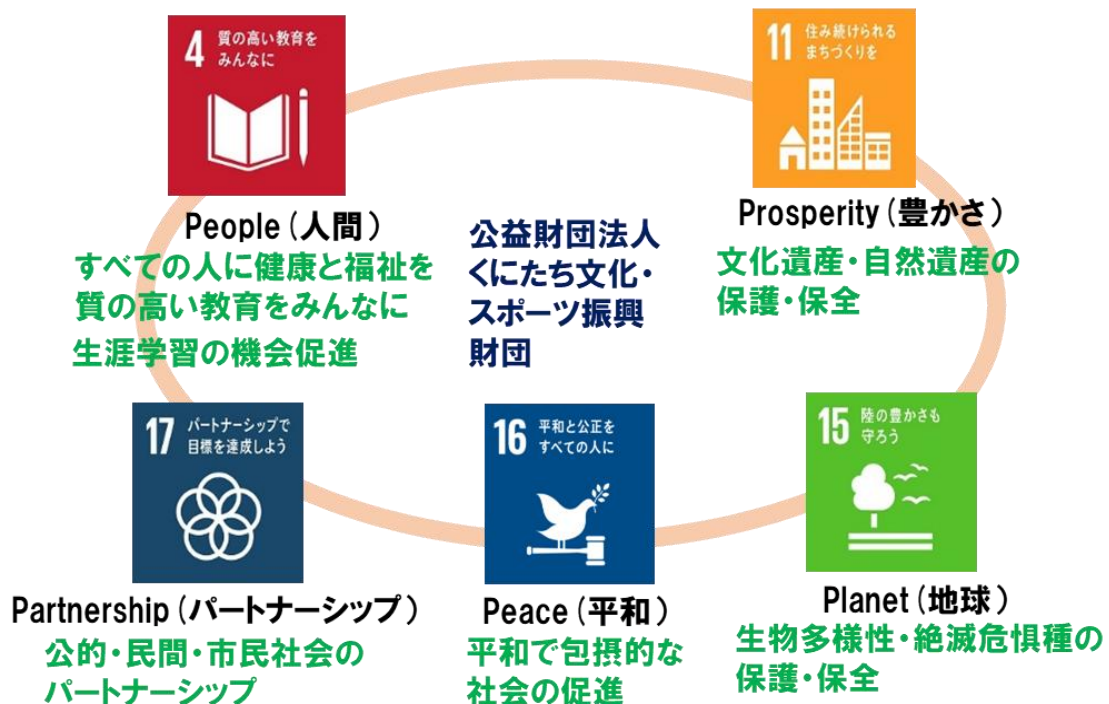 4 質の高い教育を
みんなに
People(人間)
すべての人に健康と福祉を
質の高い教育をみんなに
生涯学習の機会促進
公益財団法人
くにたち文化・
スポーツ振興
財団
11 住み続けられる
まちづくりを
Prosperity(豊かさ)
文化遺産・自然遺産の
保護・保全
17 パートナーシップで
目標を達成しよう
Partnership(パートナーシップ)
公的・民間・市民社会の
パートナーシップ
16 平和と公正を
すべての人に
Peace(平和)
平和で包摂的な
社会の促進
15 陸の豊かさも
守ろう
Planet(地球)
生物多様性・絶滅危惧種の
保護・保全